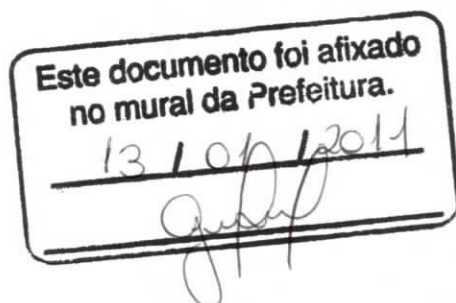 Este documento foi afixado
no mural da Prefeitura.
13 / 01 / 2011